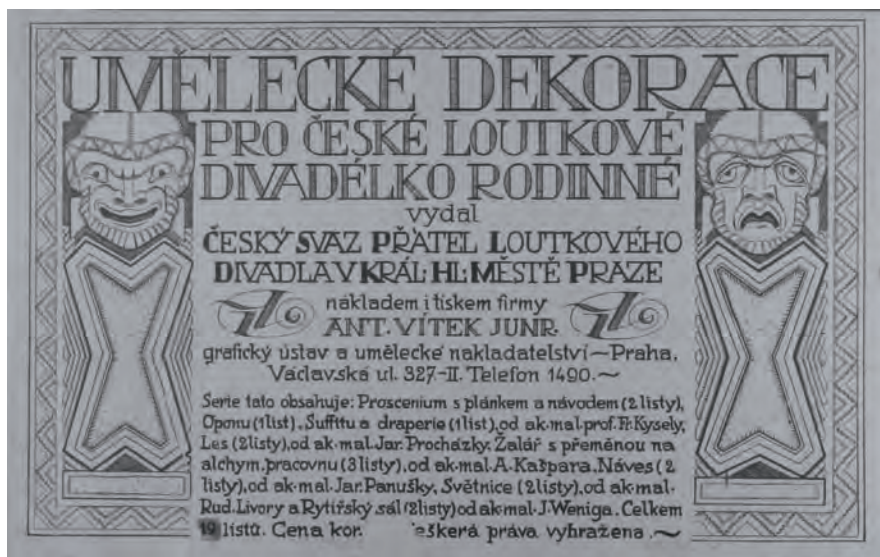 UMĚLECKÉ DEKORACE
PRO ČESKÉ LOUTKOVÉ
DIVADÉLKO RODINNÉ
vydal
ČESKÝ SVAZ PŘÁTEL LOUTKOVÉHO
DIVADLA V KRÁL: HL: MĚSTĚ PRAZE
nákladem i tiskem firmy
ANT. VÍTEK JUNR.
grafický ústav a umělecké nakladatelství — Praha,
Václavská ul. 327-II. Telefon 1490. ~
Serie tato obsahuje: Proscenium s plánkem a návodem (2 listy),
Oponu (1 list), Suffitu a draperie (1 list), od ak. mal. prof. Fr. Kysely,
Les (2 listy), od ak. mal. Jar. Procházky, Žalář s přeměnou na
alchym. pracovnu (3 listy), od ak. mal. A. Kašpara, Náves (2
listy), od ak. mal. Jar. Panušky, Světnice (2 listy), od ak. mal.
Rud. Livory a Rytířský sál (2 listy) od ak. mal. J. Weniga. Celkem
19 listů. Cena kor. eškerá práva vyhražena. ~